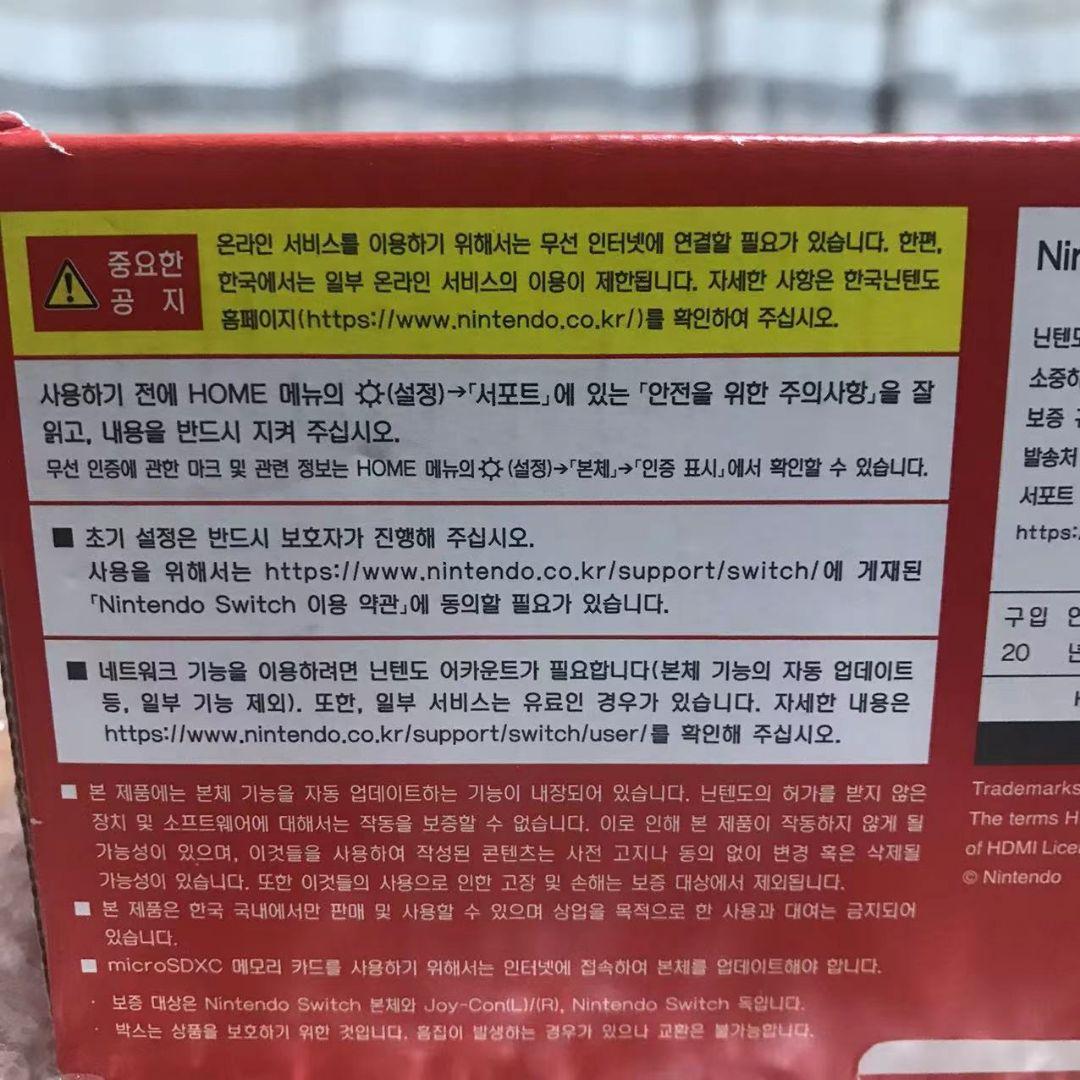 중요한
공 지
온라인 서비스를 이용하기 위해서는 무선 인터넷에 연결할 필요가 있습니다. 한편,
한국에서는 일부 온라인 서비스의 이용이 제한됩니다. 자세한 사항은 한국닌텐도
홈페이지(https://www.nintendo.co.kr/)를 확인하여 주십시오.
사용하기 전에 HOME 메뉴의 (설정)→「서포트」에 있는 「안전을 위한 주의사항」을 잘
읽고, 내용을 반드시 지켜 주십시오.
무선 인증에 관한 마크 및 관련 정보는 HOME 메뉴의 (설정)→「본체」→「인증 표시」에서 확인할 수 있습니다.
■ 초기 설정은 반드시 보호자가 진행해 주십시오.
사용을 위해서는 https://www.nintendo.co.kr/support/switch/에 게재된
「Nintendo Switch 이용 약관」에 동의할 필요가 있습니다.
■ 네트워크 기능을 이용하려면 닌텐도 어카운트가 필요합니다(본체 기능의 자동 업데이트
등, 일부 기능 제외). 또한, 일부 서비스는 유료인 경우가 있습니다. 자세한 내용은
https://www.nintendo.co.kr/support/switch/user/를 확인해 주십시오.
■ 본 제품에는 본체 기능을 자동 업데이트하는 기능이 내장되어 있습니다. 닌텐도의 허가를 받지 않은
장치 및 소프트웨어에 대해서는 작동을 보증할 수 없습니다. 이로 인해 본 제품이 작동하지 않게 될
가능성이 있으며, 이것들을 사용하여 작성된 콘텐츠는 사전 고지나 동의 없이 변경 혹은 삭제될
가능성이 있습니다. 또한 이것들의 사용으로 인한 고장 및 손해는 보증 대상에서 제외됩니다.
■ 본 제품은 한국 국내에서만 판매 및 사용할 수 있으며 상업을 목적으로 한 사용과 대여는 금지되어
있습니다.
■ microSDXC 메모리 카드를 사용하기 위해서는 인터넷에 접속하여 본체를 업데이트해야 합니다.
· 보증 대상은 Nintendo Switch 본체와 Joy-Con(L)/(R), Nintendo Switch 독입니다.
· 박스는 상품을 보호하기 위한 것입니다. 흠집이 발생하는 경우가 있으나 교환은 불가능합니다.
Nin
닌텐도
소중하
보증
발송처
서포트
https:/
구입
20 년
Trademarks
The terms H
of HDMI Lice
© Nintendo